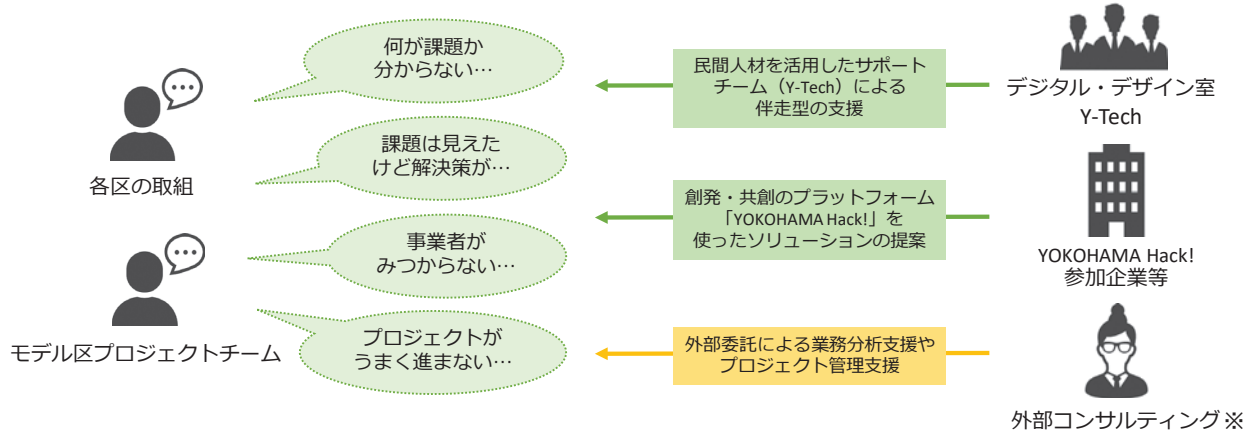 何が課題か
分からない…
課題は見えた
けど解決策が…
各区の取組
事業者が
みつからない…
プロジェクトが
うまく進まない…
モデル区プロジェクトチーム
民間人材を活用したサポート
チーム（Y-Tech）による
伴走型の支援
デジタル・デザイン室
Y-Tech
創発・共創のプラットフォーム
「YOKOHAMA Hack!」を
使ったソリューションの提案
YOKOHAMA Hack!
参加企業等
外部委託による業務分析支援や
プロジェクト管理支援
外部コンサルティング※